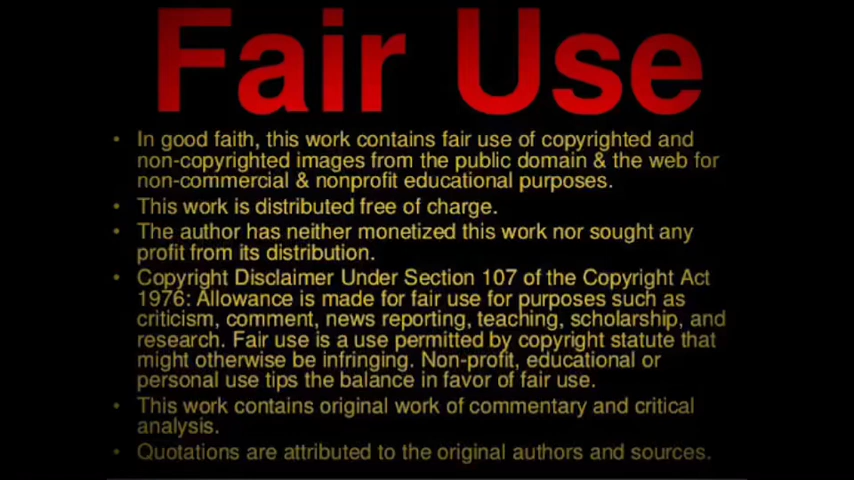 Fair Use
• In good faith, this work contains fair use of copyrighted and
non-copyrighted images from the public domain & the web for
non-commercial & nonprofit educational purposes.
• This work is distributed free of charge.
• The author has neither monetized this work nor sought any
profit from its distribution.
• Copyright Disclaimer Under Section 107 of the Copyright Act
1976: Allowance is made for fair use for purposes such as
criticism, comment, news reporting, teaching, scholarship, and
research. Fair use is a use permitted by copyright statute that
might otherwise be infringing. Non-profit, educational or
personal use tips the balance in favor of fair use.
• This work contains original work of commentary and critical
analysis.
• Quotations are attributed to the original authors and sources.